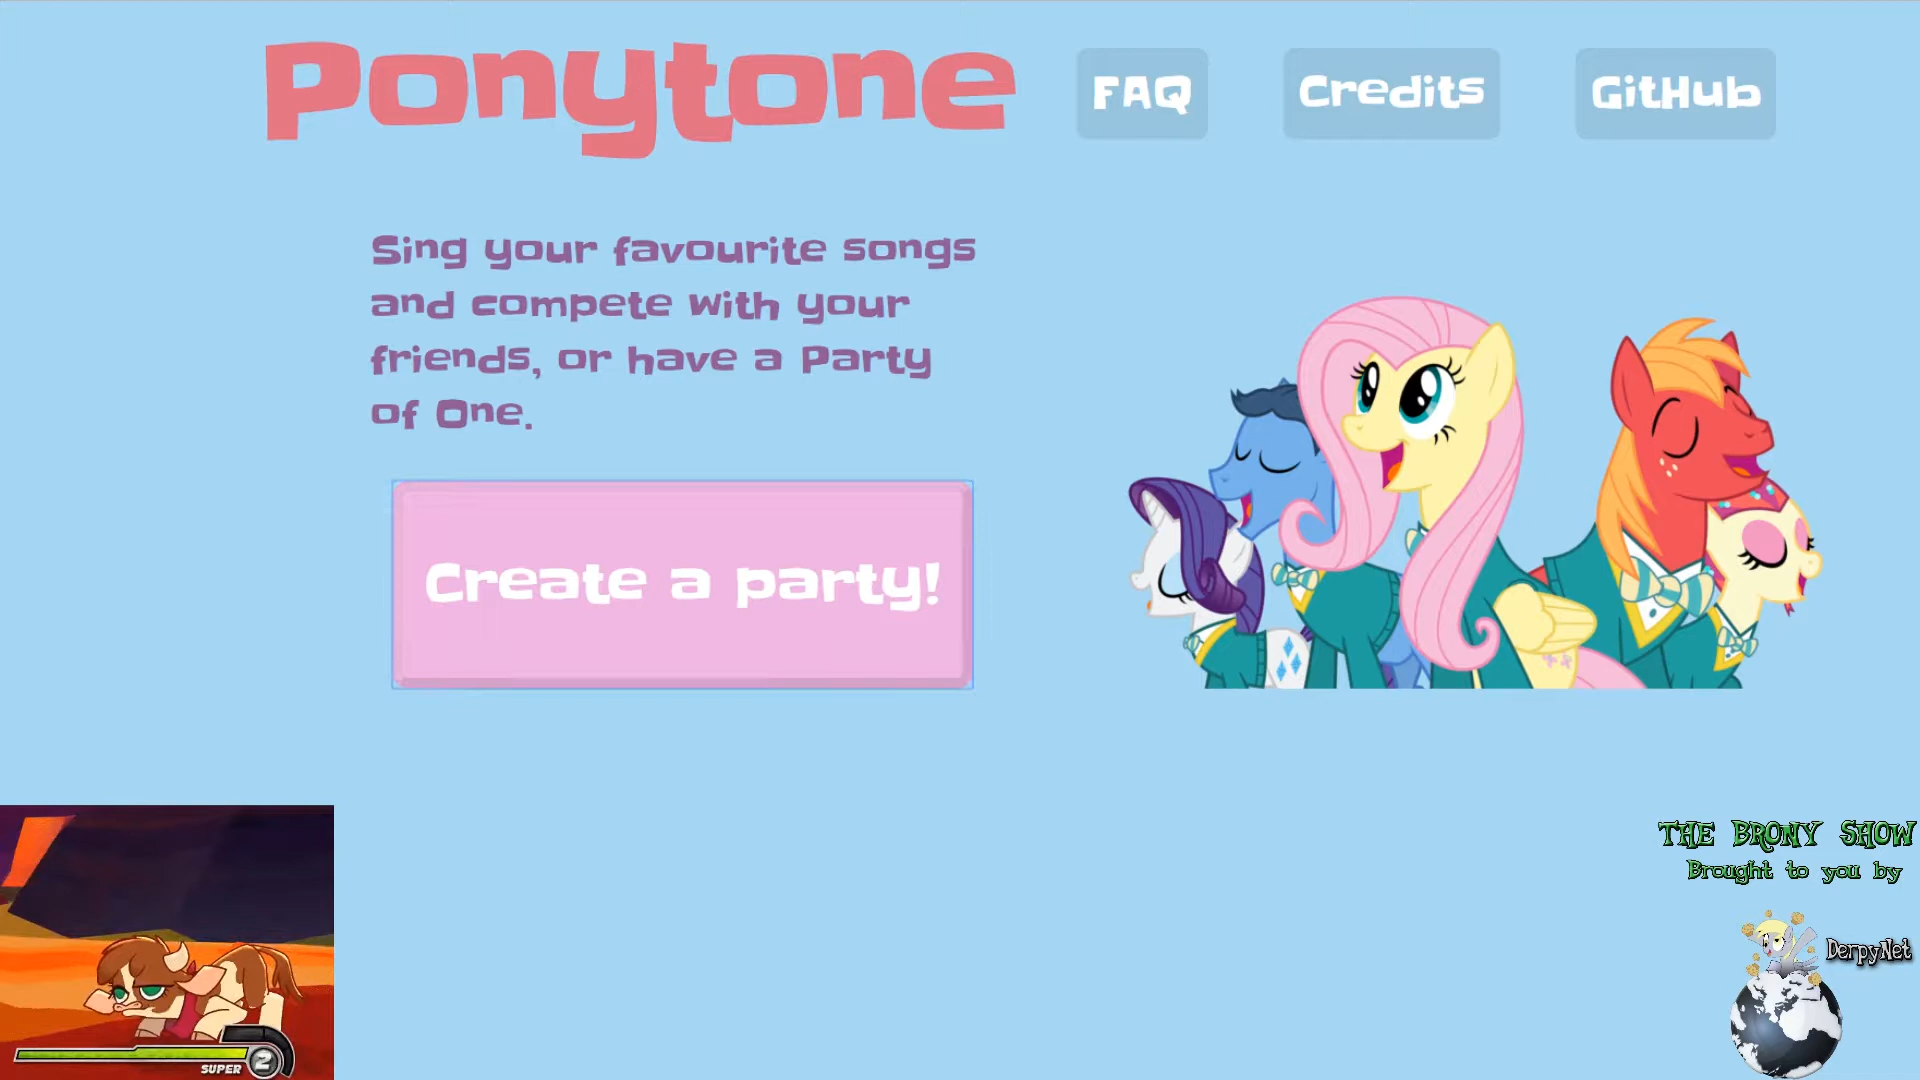 Ponytone
FAQ
Credits
GitHub
Sing your favourite songs
and compete with your
friends, or have a Party
of One.
Create a party!
THE BRONY SHOW
Brought to you by
DerpyNet
SUPER
2